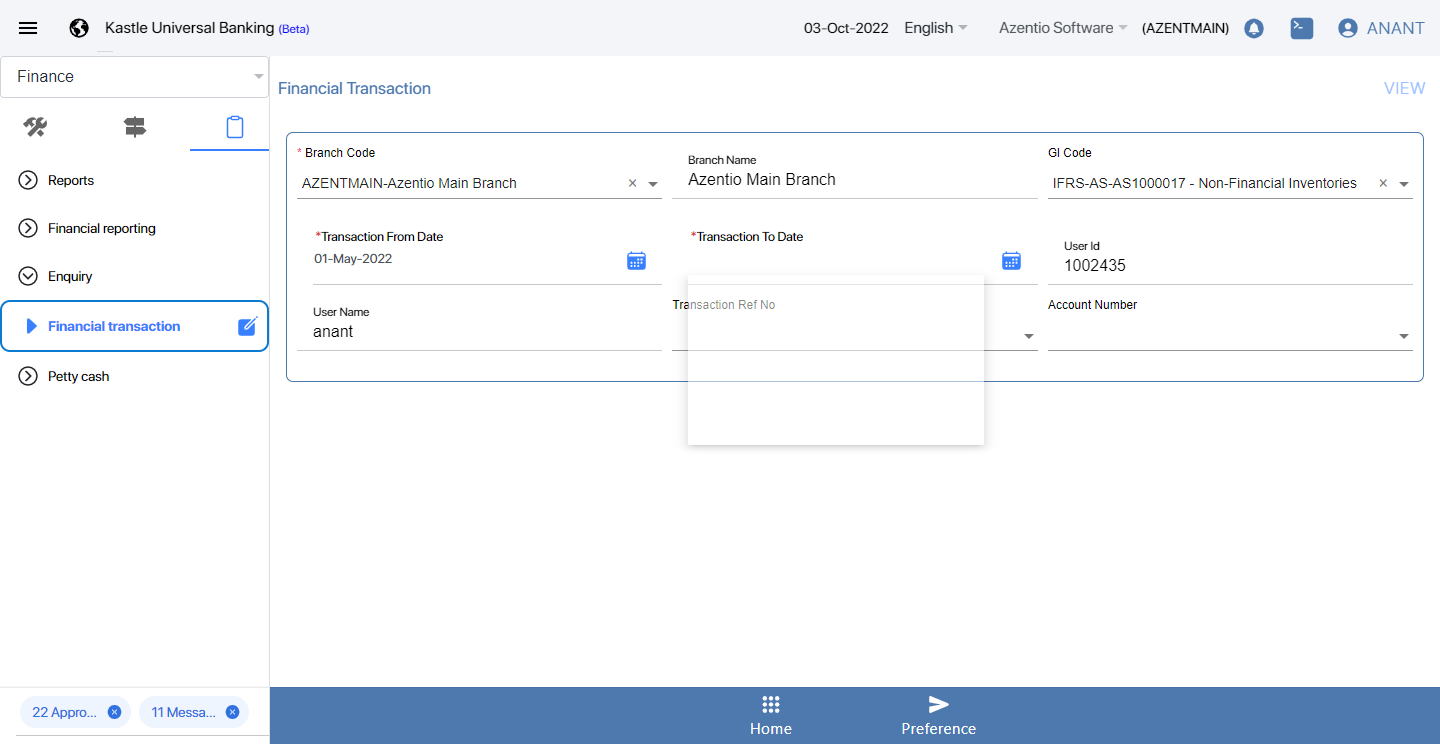 Kastle Universal Banking (Beta)
03-Oct-2022 English Azentio Software (AZENTMAIN) ANANT
Finance
Reports
Financial reporting
Enquiry
Financial transaction
Petty cash
22 Appro...
11 Messa...
Financial Transaction
VIEW
* Branch Code
AZENTMAIN-Azentio Main Branch
Branch Name
Azentio Main Branch
Gl Code
IFRS-AS-AS1000017 - Non-Financial Inventories
*Transaction From Date
01-May-2022
*Transaction To Date
User Id
1002435
User Name
anant
Transaction Ref No
Account Number
Home
Preference